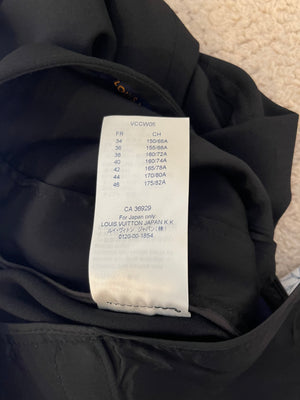 VCCW05
FR CH
34 150/66A
36 155/68A
38 160/72A
40 160/74A
42 165/78A
44 170/80A
46 175/82A
CA 36929
For Japan only:
LOUIS VUITTON JAPAN K.K.
ルイ・ヴィトン ジャパン(株)
0120-00-1854